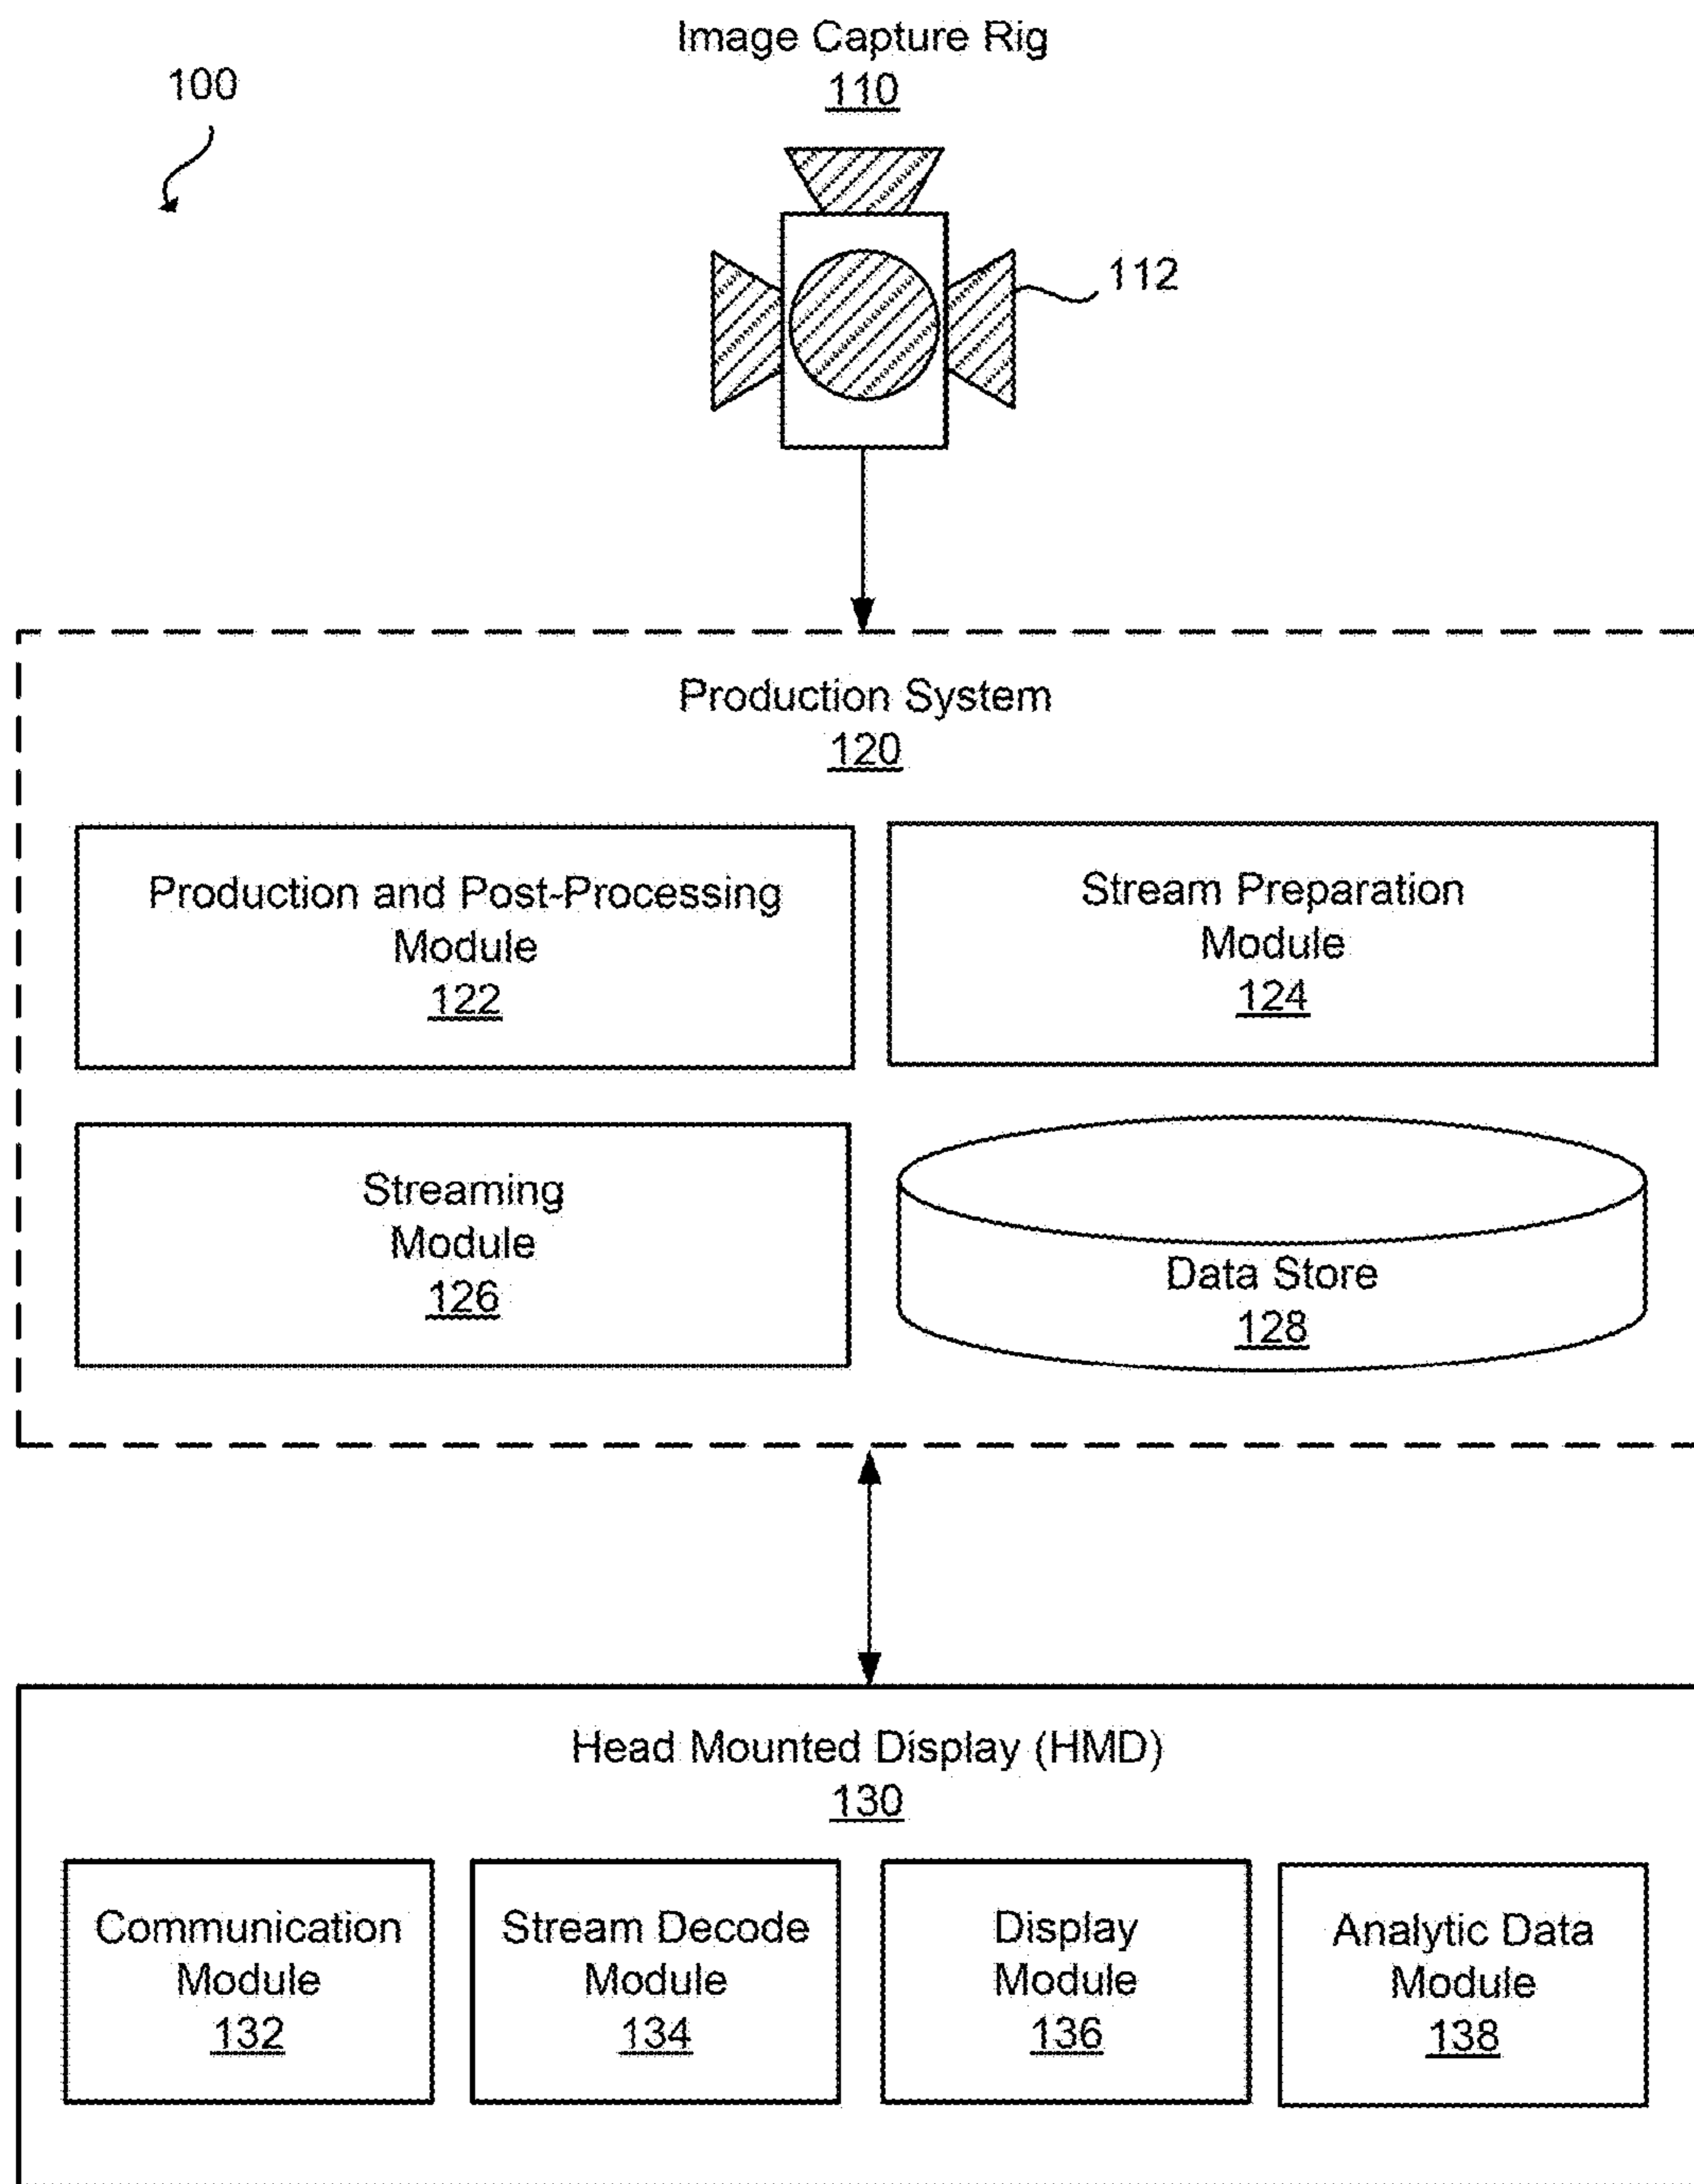 Image Capture Rig
110
100
112
Production System
120
Production and Post-Processing
Module
122
Stream Preparation
Module
124
Streaming
Module
126
Data Store
128
Head Mounted Display (HMD)
130
Communication
Module
132
Stream Decode
Module
134
Display
Module
136
Analytic Data
Module
138